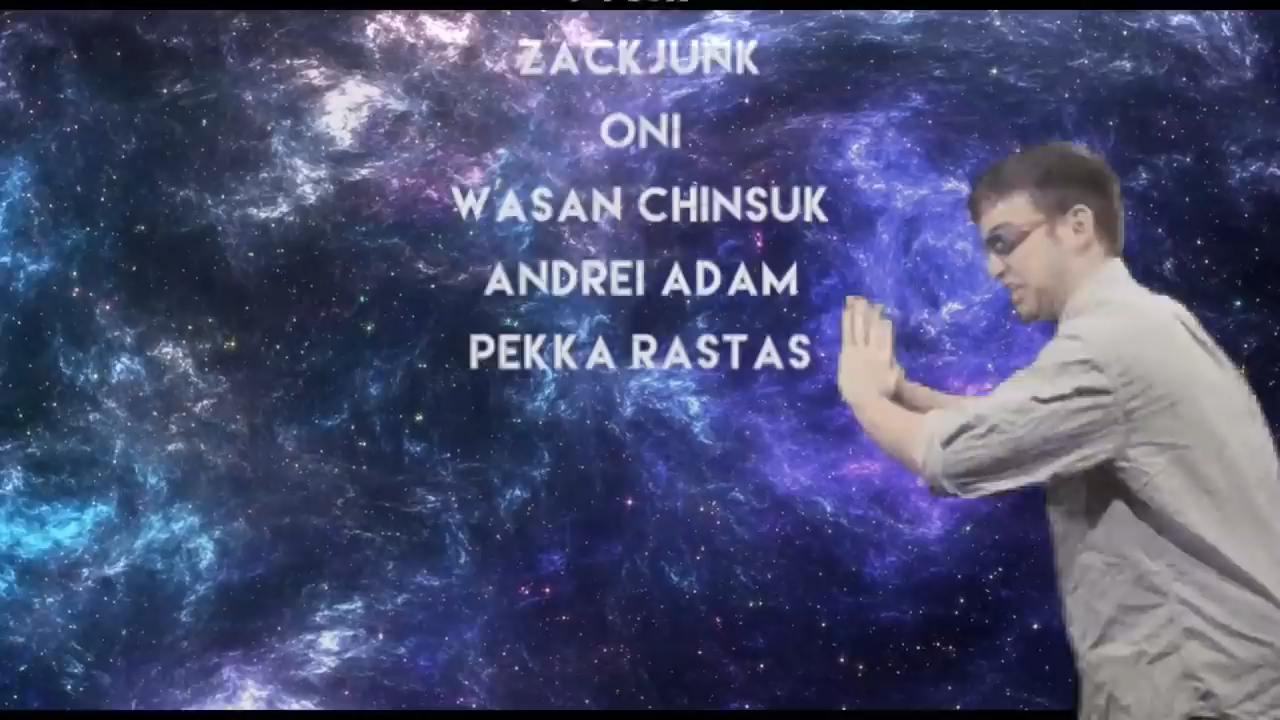 ZACKJUNK
ONI
WASAN CHINSUK
ANDREI ADAM
PEKKA RASTAS